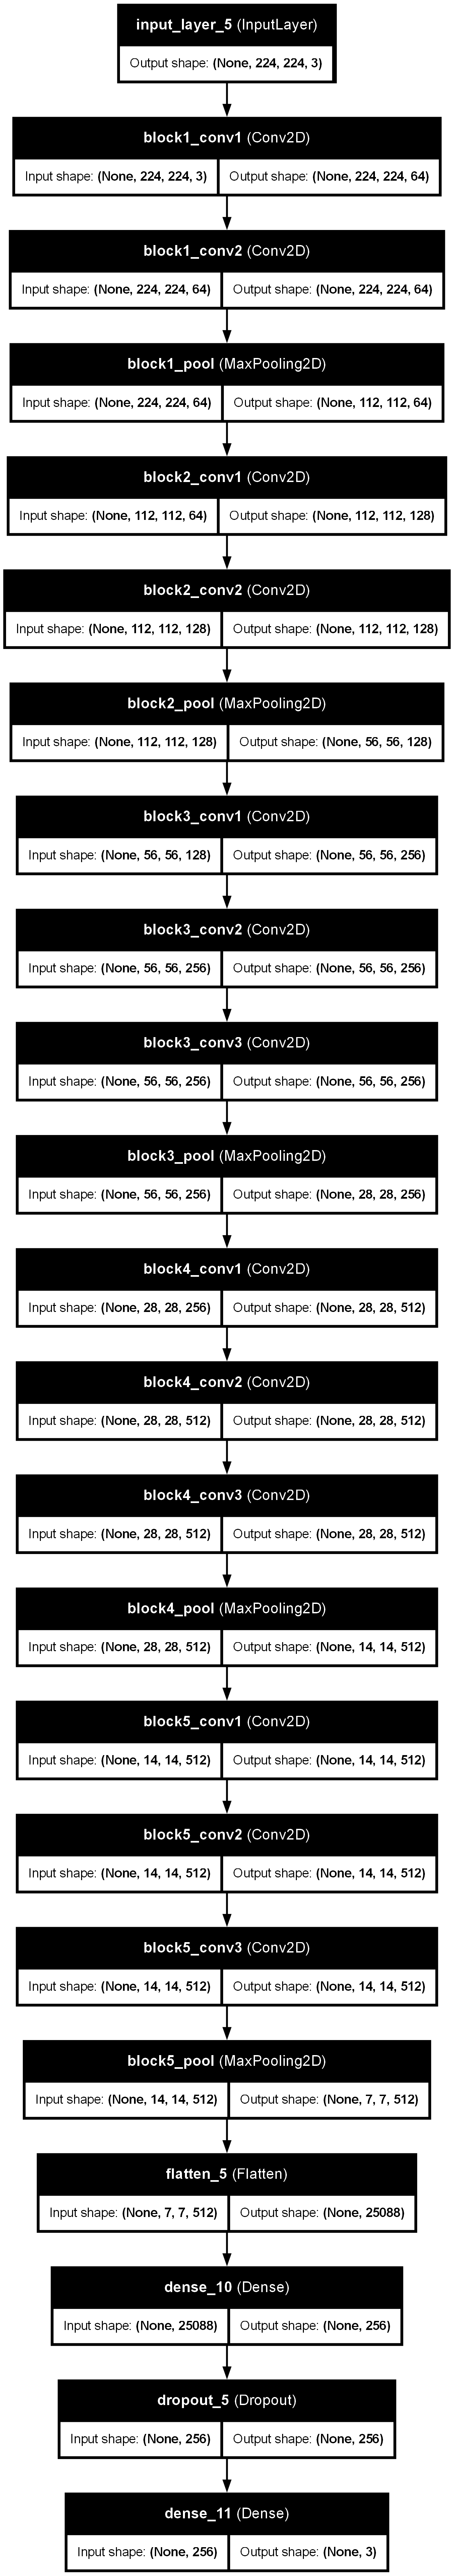 input_layer_5 (InputLayer)
Output shape: (None, 224, 224, 3)
block1_conv1 (Conv2D)
Input shape: (None, 224, 224, 3) Output shape: (None, 224, 224, 64)
block1_conv2 (Conv2D)
Input shape: (None, 224, 224, 64) Output shape: (None, 224, 224, 64)
block1_pool (MaxPooling2D)
Input shape: (None, 224, 224, 64) Output shape: (None, 112, 112, 64)
block2_conv1 (Conv2D)
Input shape: (None, 112, 112, 64) Output shape: (None, 112, 112, 128)
block2_conv2 (Conv2D)
Input shape: (None, 112, 112, 128) Output shape: (None, 112, 112, 128)
block2_pool (MaxPooling2D)
Input shape: (None, 112, 112, 128) Output shape: (None, 56, 56, 128)
block3_conv1 (Conv2D)
Input shape: (None, 56, 56, 128) Output shape: (None, 56, 56, 256)
block3_conv2 (Conv2D)
Input shape: (None, 56, 56, 256) Output shape: (None, 56, 56, 256)
block3_conv3 (Conv2D)
Input shape: (None, 56, 56, 256) Output shape: (None, 56, 56, 256)
block3_pool (MaxPooling2D)
Input shape: (None, 56, 56, 256) Output shape: (None, 28, 28, 256)
block4_conv1 (Conv2D)
Input shape: (None, 28, 28, 256) Output shape: (None, 28, 28, 512)
block4_conv2 (Conv2D)
Input shape: (None, 28, 28, 512) Output shape: (None, 28, 28, 512)
block4_conv3 (Conv2D)
Input shape: (None, 28, 28, 512) Output shape: (None, 28, 28, 512)
block4_pool (MaxPooling2D)
Input shape: (None, 28, 28, 512) Output shape: (None, 14, 14, 512)
block5_conv1 (Conv2D)
Input shape: (None, 14, 14, 512) Output shape: (None, 14, 14, 512)
block5_conv2 (Conv2D)
Input shape: (None, 14, 14, 512) Output shape: (None, 14, 14, 512)
block5_conv3 (Conv2D)
Input shape: (None, 14, 14, 512) Output shape: (None, 14, 14, 512)
block5_pool (MaxPooling2D)
Input shape: (None, 14, 14, 512) Output shape: (None, 7, 7, 512)
flatten_5 (Flatten)
Input shape: (None, 7, 7, 512) Output shape: (None, 25088)
dense_10 (Dense)
Input shape: (None, 25088) Output shape: (None, 256)
dropout_5 (Dropout)
Input shape: (None, 256) Output shape: (None, 256)
dense_11 (Dense)
Input shape: (None, 256) Output shape: (None, 3)